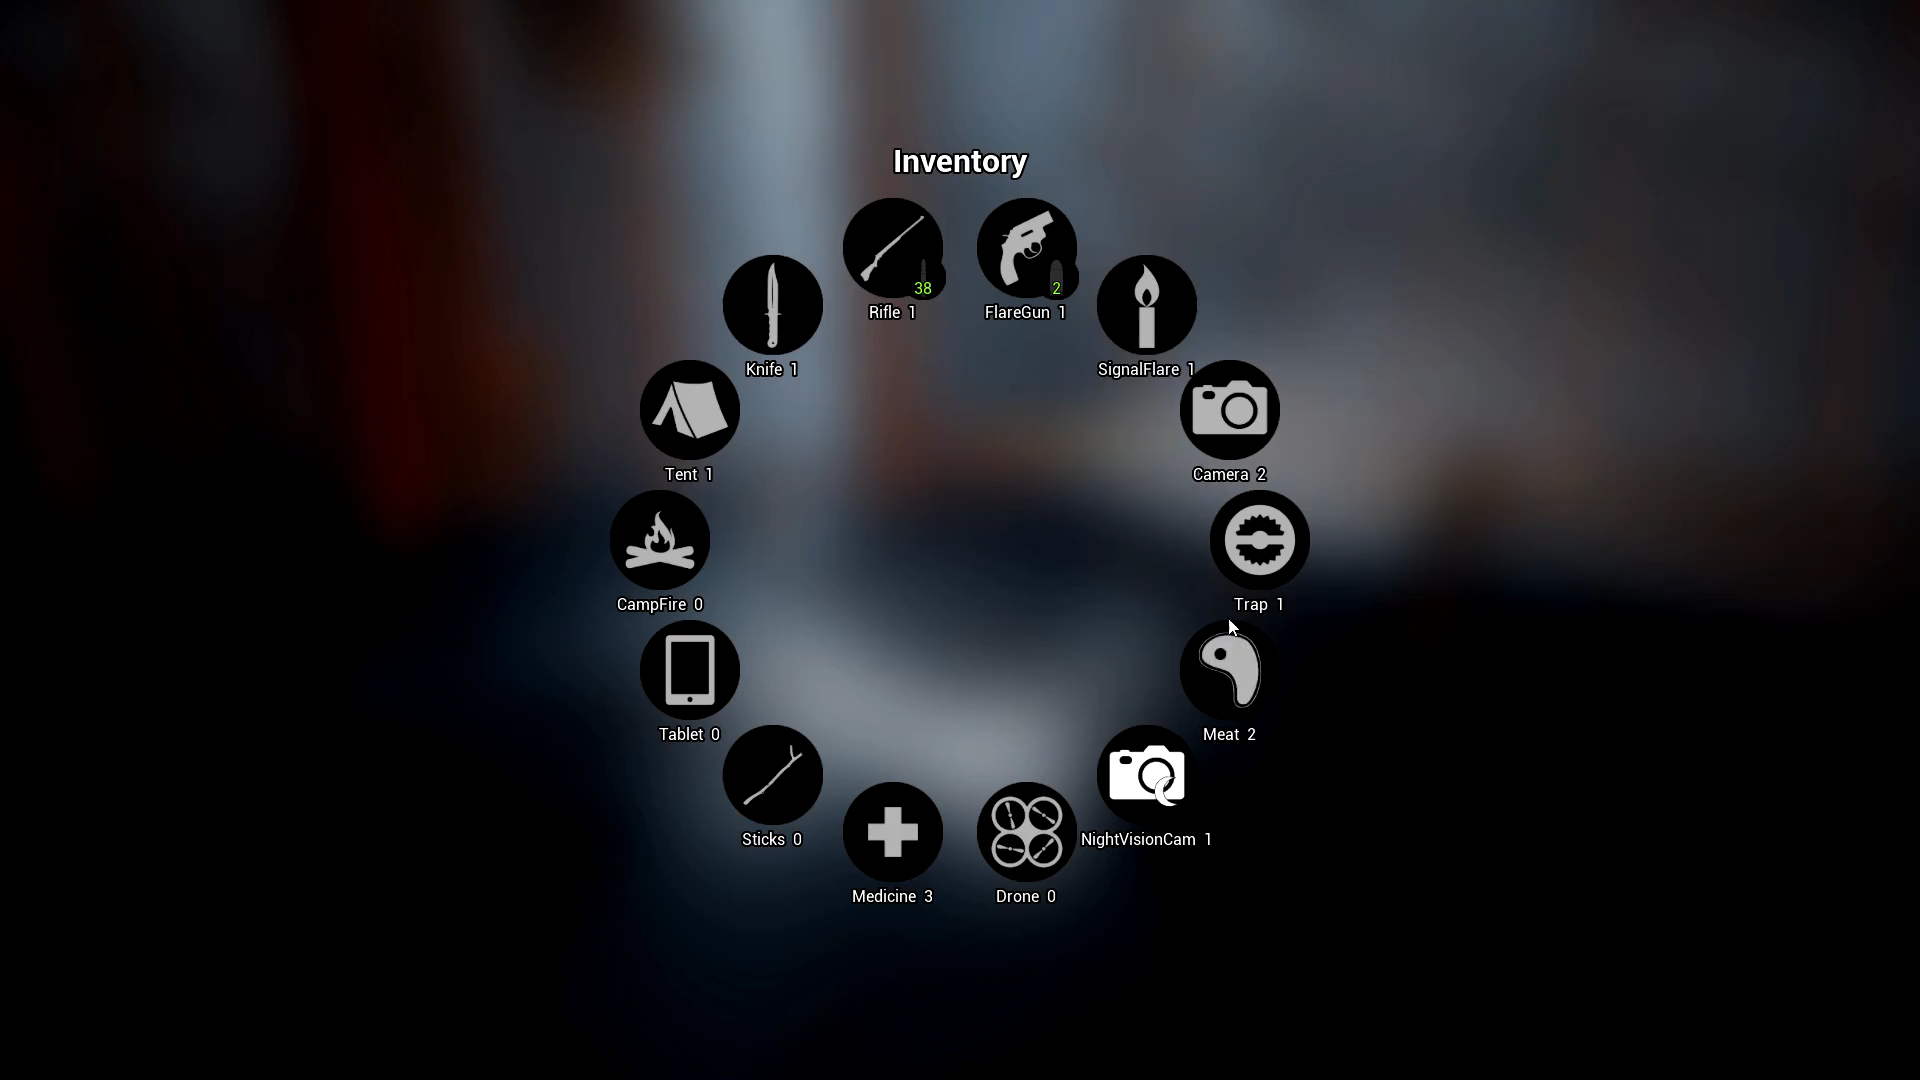 Inventory
38
Rifle 1
2
FlareGun 1
Knife 1
SignalFlare 1
Tent 1
Camera 2
CampFire 0
Trap 1
Tablet 0
Meat 2
Sticks 0
NightVisionCam 1
Medicine 3
Drone 0